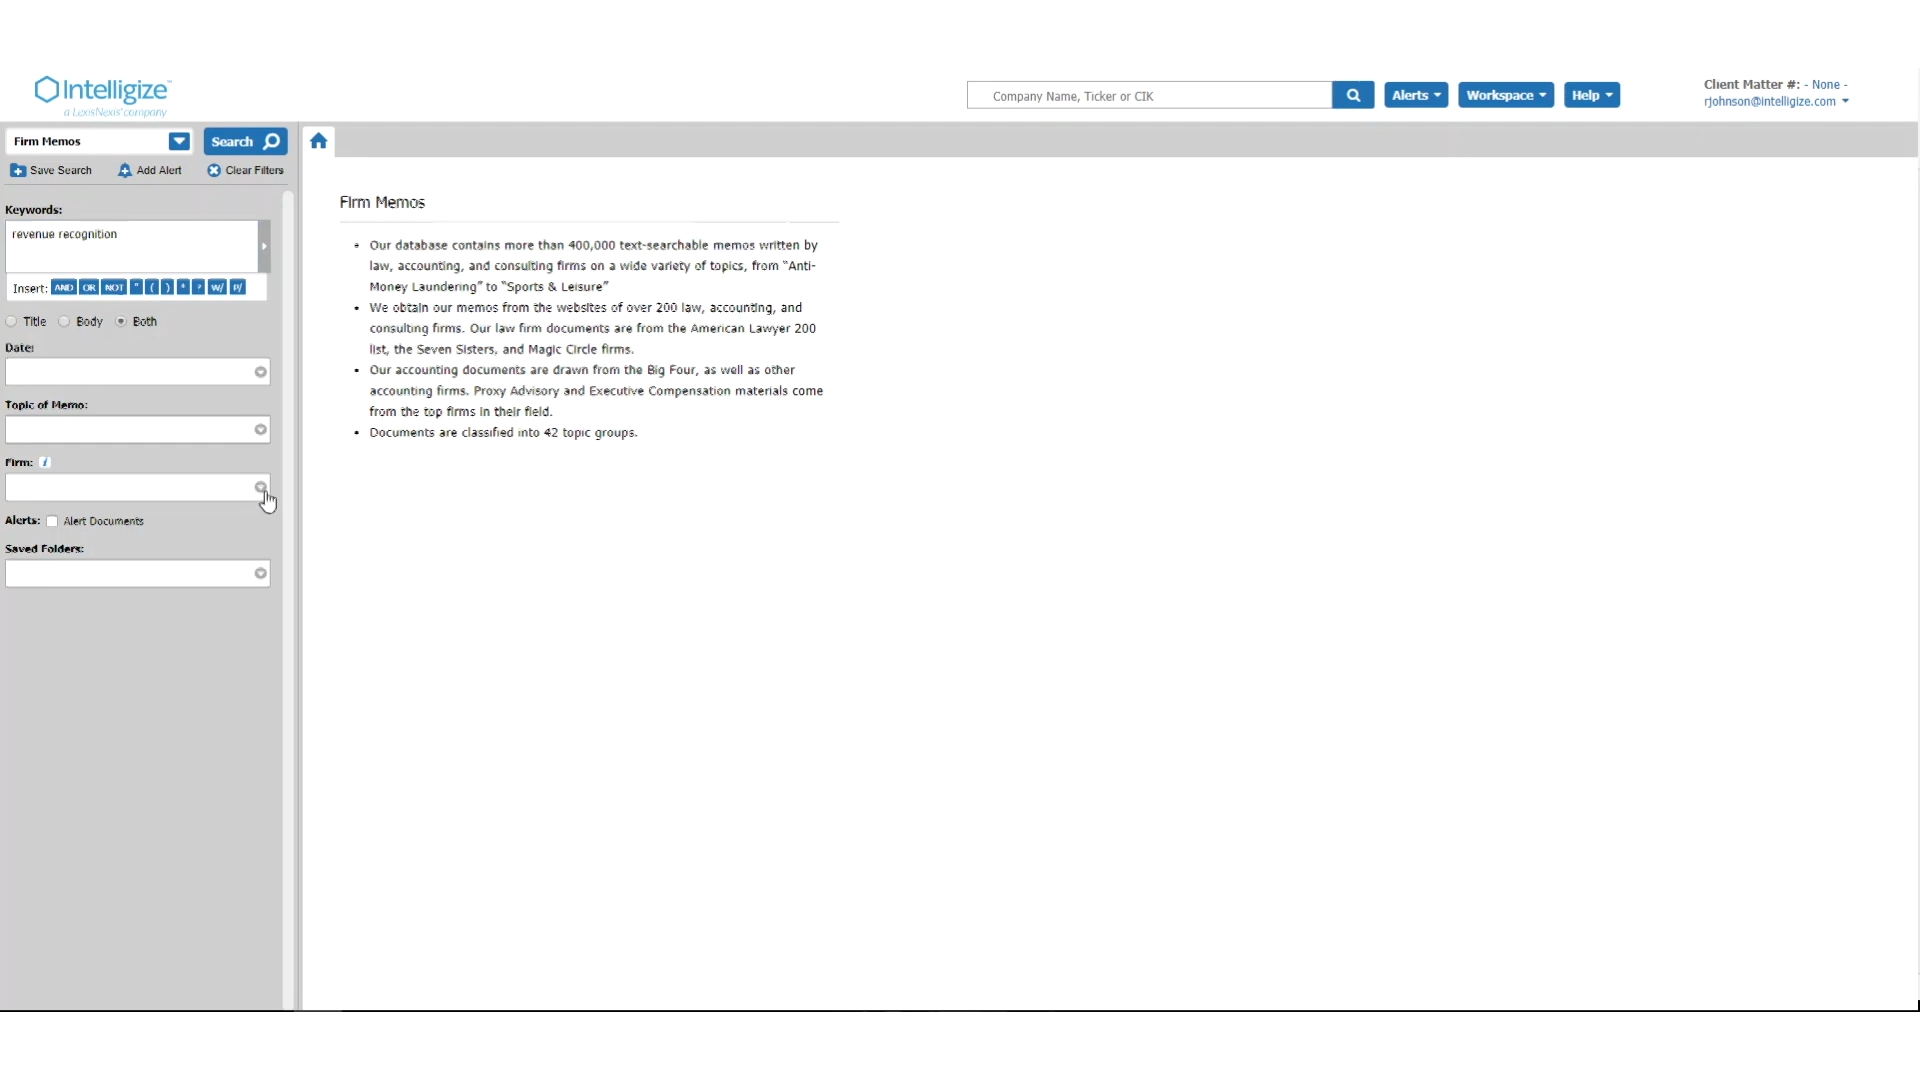 Intelligize™
a LexisNexis® company
Company Name, Ticker or CIK
Alerts
Workspace
Help
Client Matter #: - None -
rjohnson@intelligize.com
Firm Memos
Search
Save Search
Add Alert
Clear Filters
Keywords:
revenue recognition
Insert: AND OR NOT " ( ) * ? W/ P/
Title Body Both
Date:
Topic of Memo:
Firm: i
Alerts: Alert Documents
Saved Folders:
Firm Memos
• Our database contains more than 400,000 text-searchable memos written by
law, accounting, and consulting firms on a wide variety of topics, from “Anti-
Money Laundering” to “Sports & Leisure”
• We obtain our memos from the websites of over 200 law, accounting, and
consulting firms. Our law firm documents are from the American Lawyer 200
list, the Seven Sisters, and Magic Circle firms.
• Our accounting documents are drawn from the Big Four, as well as other
accounting firms. Proxy Advisory and Executive Compensation materials come
from the top firms in their field.
• Documents are classified into 42 topic groups.